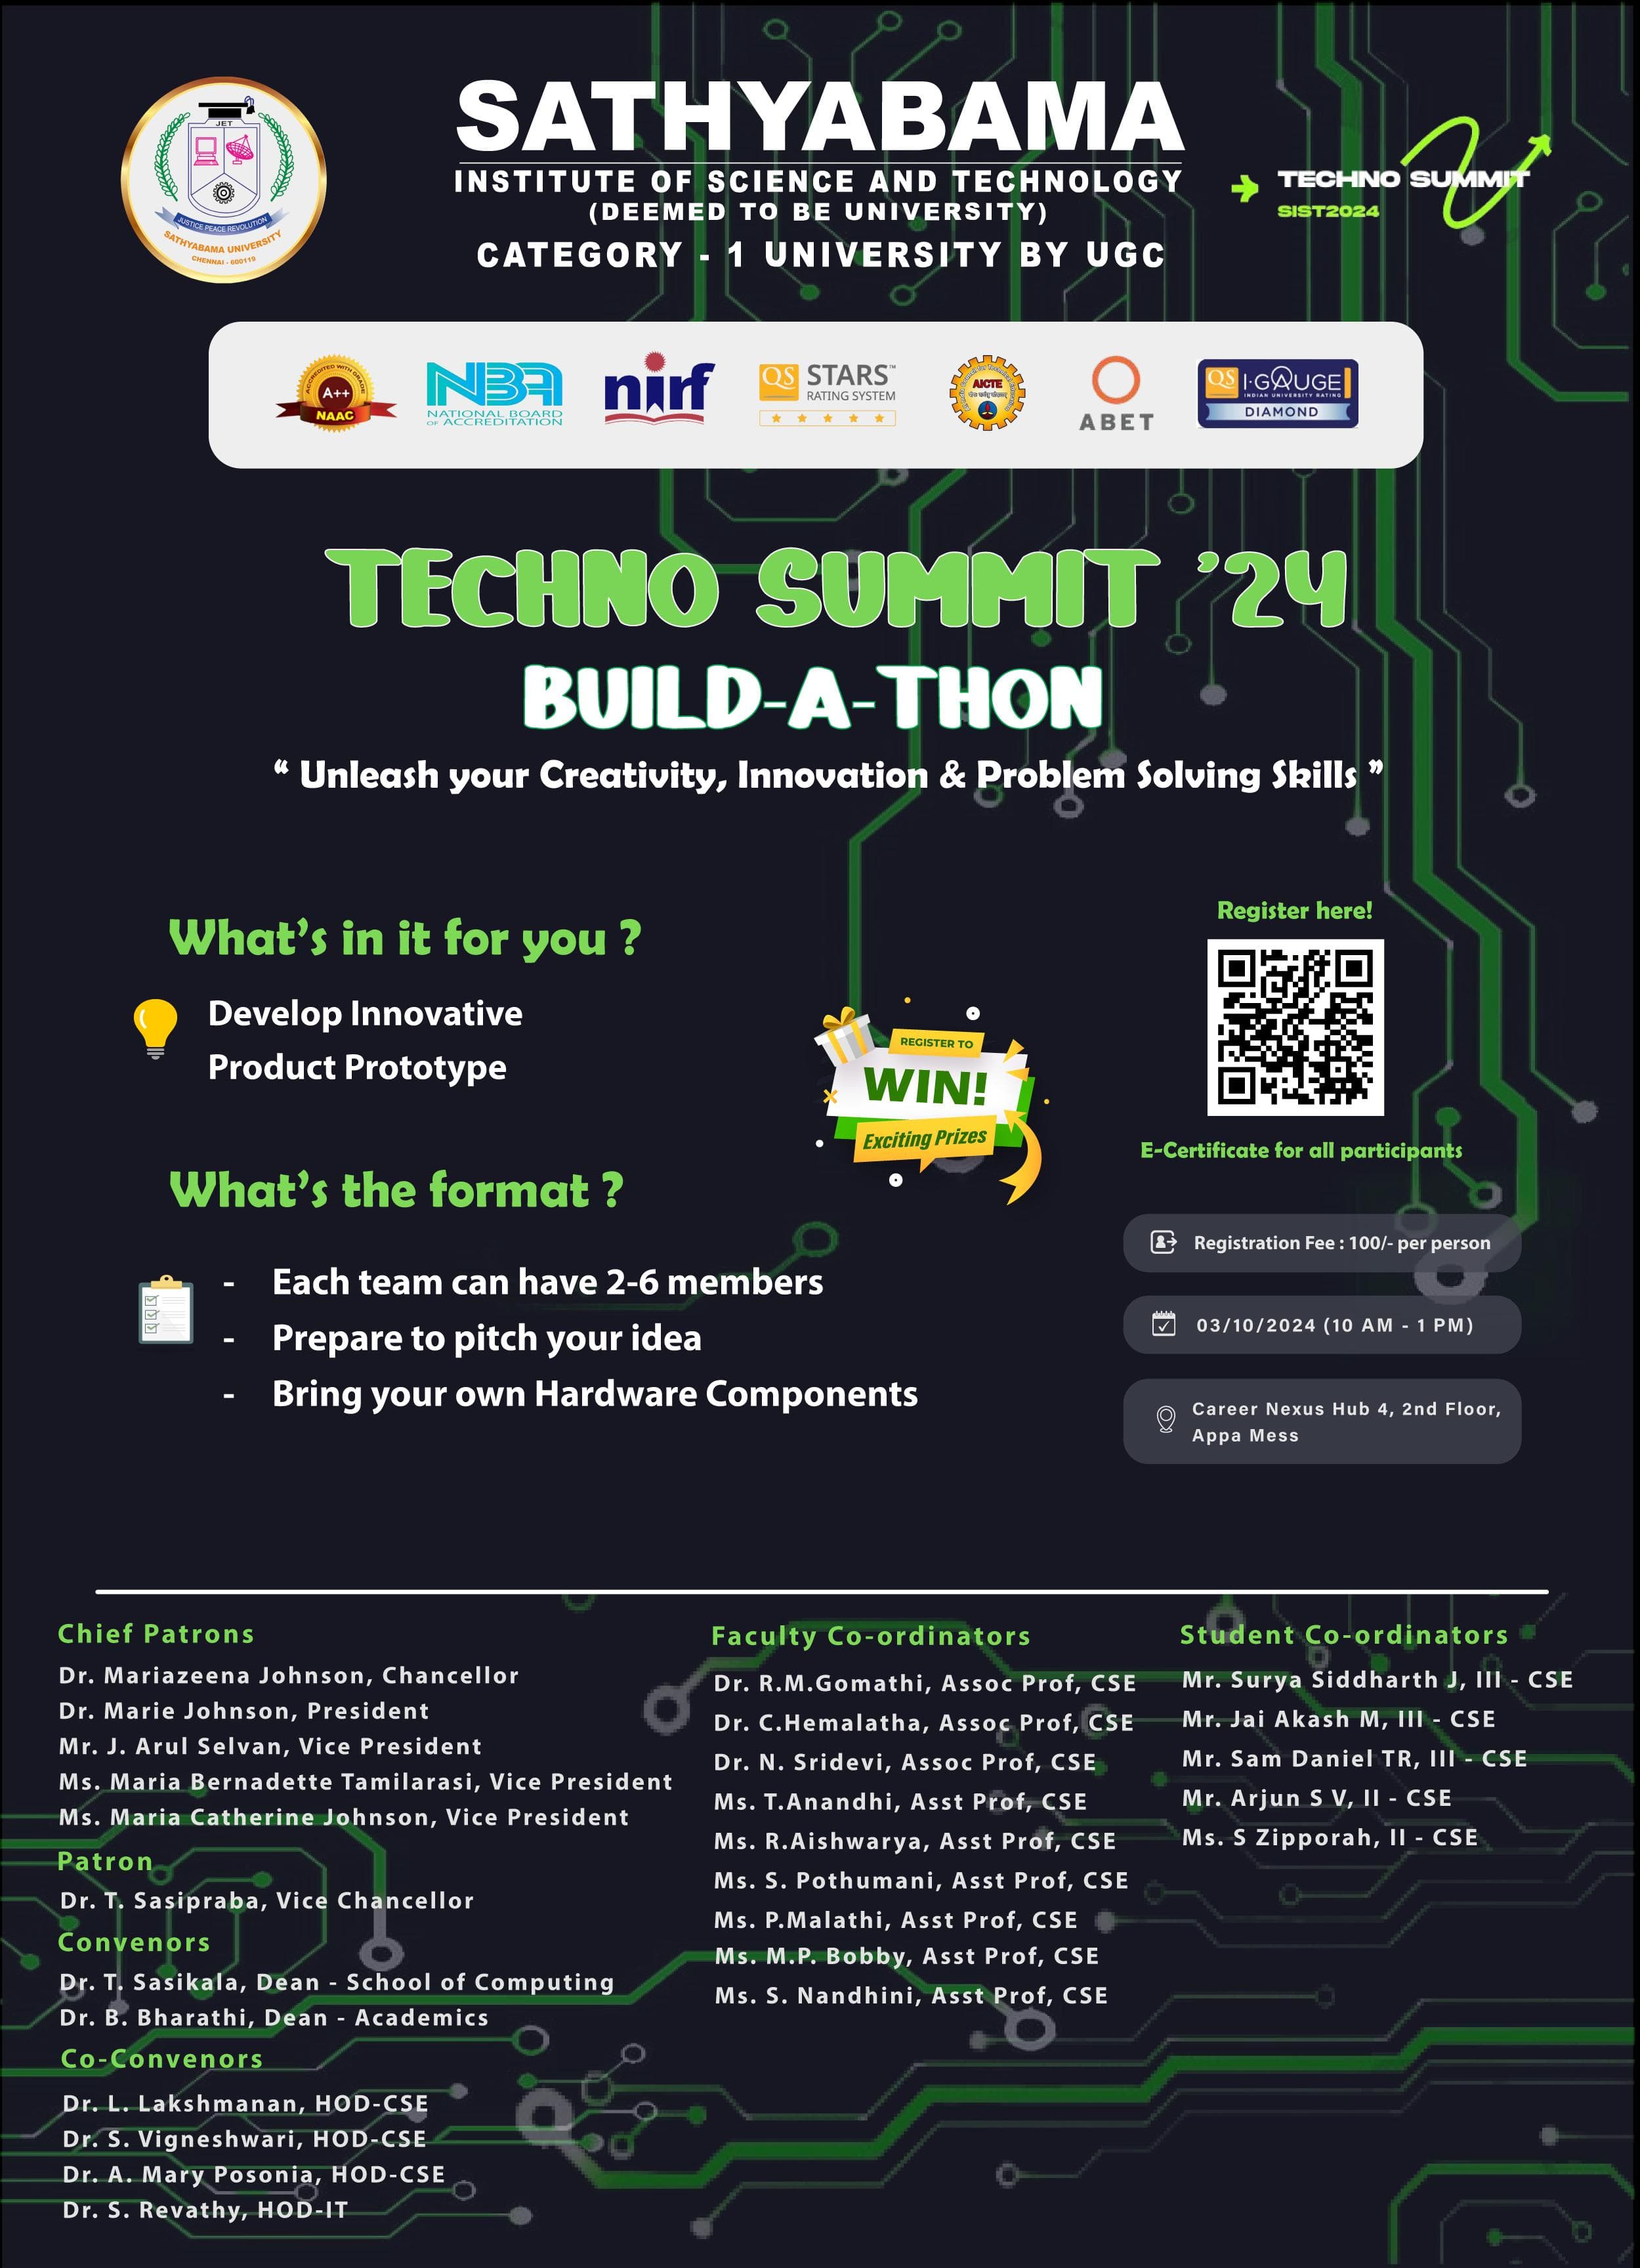 JET
JUSTICE PEACE REVOLUTION
SATHYABAMA UNIVERSITY
CHENNAI - 600119
SATHYABAMA
INSTITUTE OF SCIENCE AND TECHNOLOGY
(DEEMED TO BE UNIVERSITY)
CATEGORY - 1 UNIVERSITY BY UGC
TECHNO SUMMIT
SIST2024
ACCREDITED WITH GRADE
A++
NAAC
NBA
NATIONAL BOARD
OF ACCREDITATION
nirf
QS STARS™
RATING SYSTEM
AICTE
ABET
QS I·GAUGE
INDIAN UNIVERSITY RATING
DIAMOND
TECHNO SUMMIT ’24
BUILD-A-THON
“ Unleash your Creativity, Innovation & Problem Solving Skills ”
What’s in it for you ?
Develop Innovative
Product Prototype
REGISTER TO
WIN!
Exciting Prizes
Register here!
E-Certificate for all participants
What’s the format ?
- Each team can have 2-6 members
- Prepare to pitch your idea
- Bring your own Hardware Components
Registration Fee : 100/- per person
03/10/2024 (10 AM - 1 PM)
Career Nexus Hub 4, 2nd Floor,
Appa Mess
Chief Patrons
Dr. Mariazeena Johnson, Chancellor
Dr. Marie Johnson, President
Mr. J. Arul Selvan, Vice President
Ms. Maria Bernadette Tamilarasi, Vice President
Ms. Maria Catherine Johnson, Vice President
Patron
Dr. T. Sasipraba, Vice Chancellor
Convenors
Dr. T. Sasikala, Dean - School of Computing
Dr. B. Bharathi, Dean - Academics
Co-Convenors
Dr. L. Lakshmanan, HOD-CSE
Dr. S. Vigneshwari, HOD-CSE
Dr. A. Mary Posonia, HOD-CSE
Dr. S. Revathy, HOD-IT
Faculty Co-ordinators
Dr. R.M.Gomathi, Assoc Prof, CSE
Dr. C.Hemalatha, Assoc Prof, CSE
Dr. N. Sridevi, Assoc Prof, CSE
Ms. T.Anandhi, Asst Prof, CSE
Ms. R.Aishwarya, Asst Prof, CSE
Ms. S. Pothumani, Asst Prof, CSE
Ms. P.Malathi, Asst Prof, CSE
Ms. M.P. Bobby, Asst Prof, CSE
Ms. S. Nandhini, Asst Prof, CSE
Student Co-ordinators
Mr. Surya Siddharth J, III - CSE
Mr. Jai Akash M, III - CSE
Mr. Sam Daniel TR, III - CSE
Mr. Arjun S V, II - CSE
Ms. S Zipporah, II - CSE